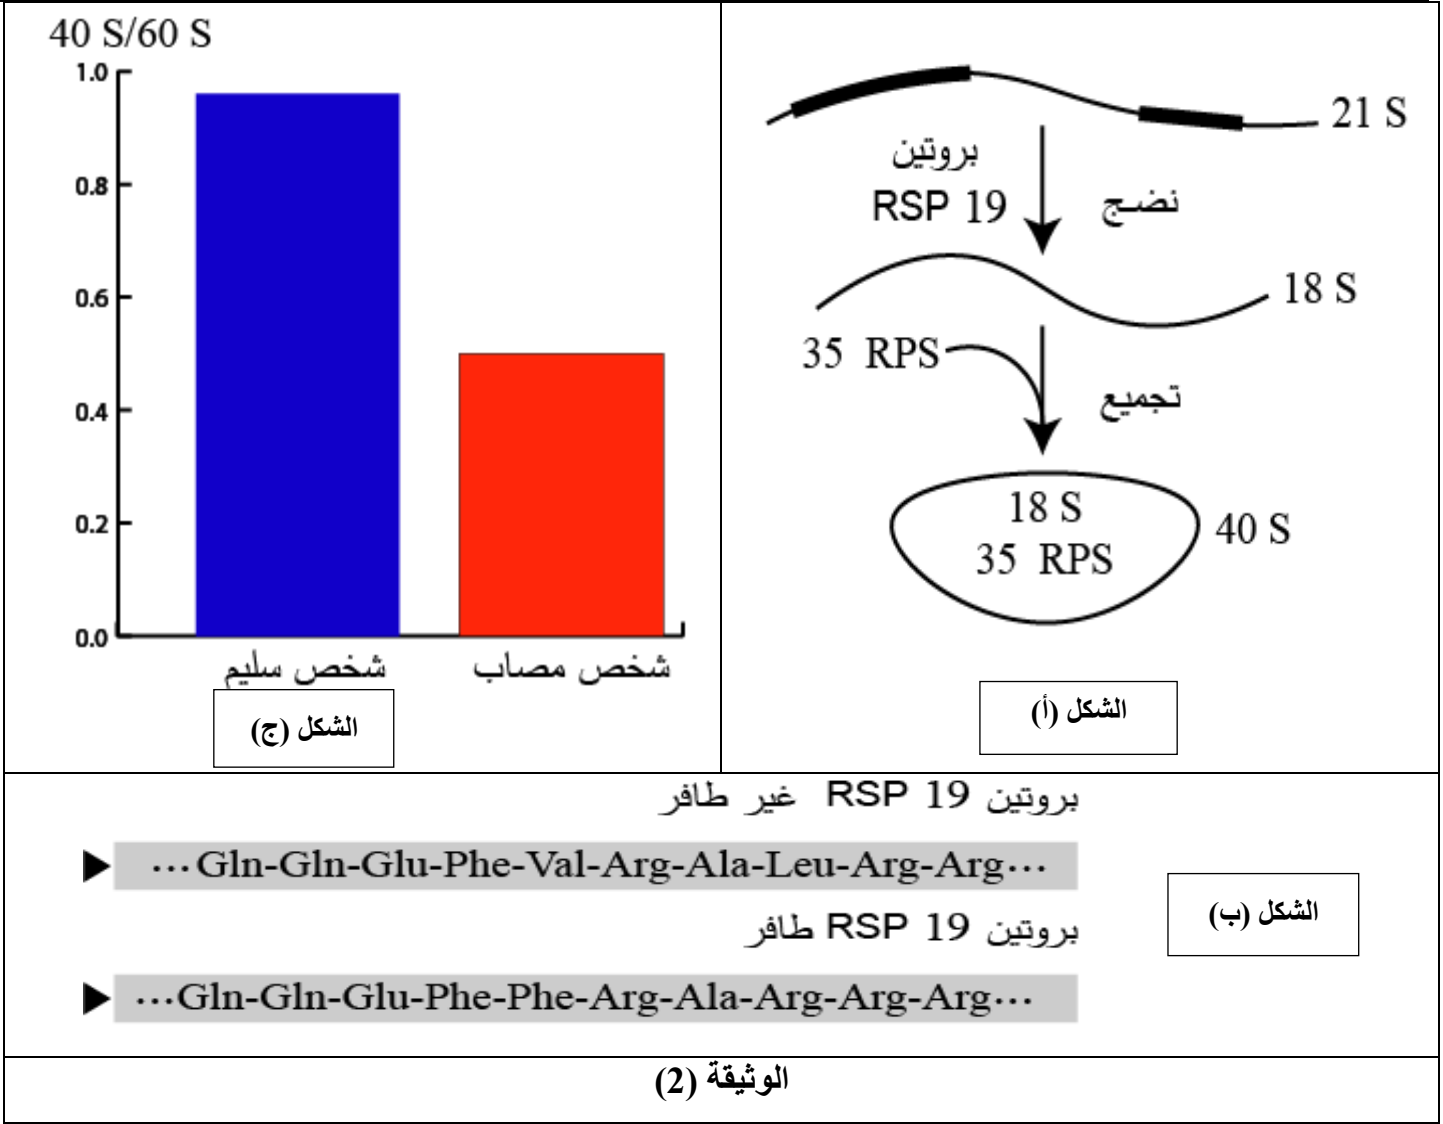 21 S
بروتين
RSP 19
نضج
18 S
35 RPS
تجميع
18 S
35 RPS
40 S
الشكل (أ)
40 S/60 S
1.0
0.8
0.6
0.4
0.2
0.0
شخص سليم
شخص مصاب
الشكل (ج)
بروتين RSP 19 غير طافر
...Gln-Gln-Glu-Phe-Val-Arg-Ala-Leu-Arg-Arg...
بروتين RSP 19 طافر
...Gln-Gln-Glu-Phe-Phe-Arg-Ala-Arg-Arg-Arg...
الشكل (ب)
الوثيقة (2)